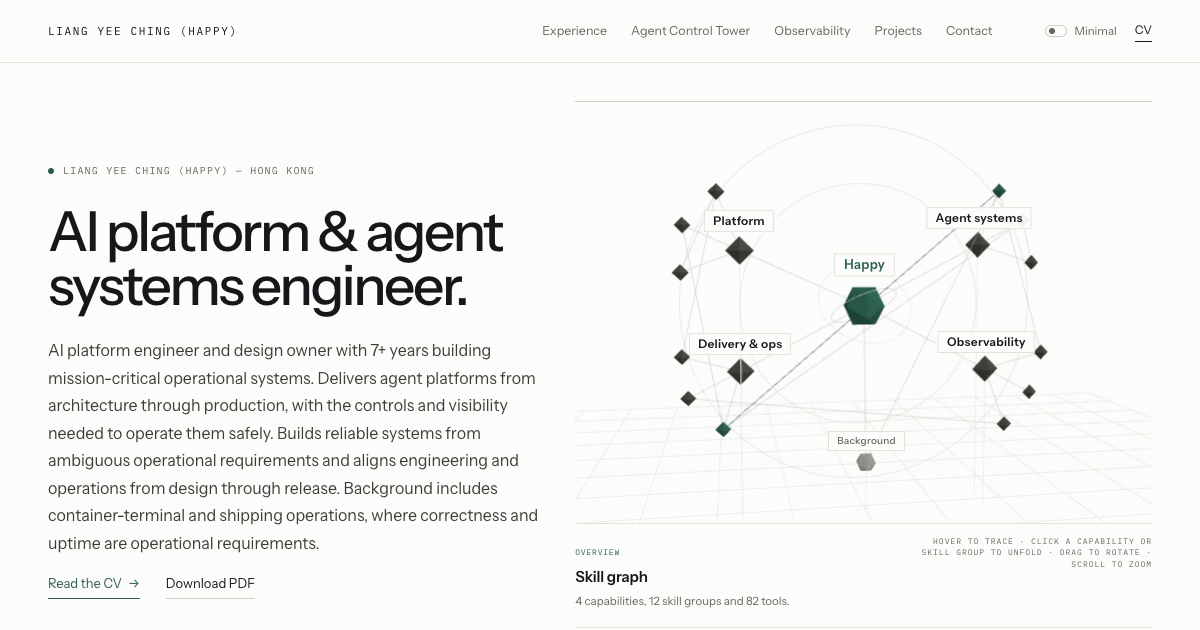 LIANG YEE CHING (HAPPY)
Experience
Agent Control Tower
Observability
Projects
Contact
Minimal
CV
LIANG YEE CHING (HAPPY) — HONG KONG
AI platform & agent
systems engineer.
AI platform engineer and design owner with 7+ years building
mission-critical operational systems. Delivers agent platforms from
architecture through production, with the controls and visibility
needed to operate them safely. Builds reliable systems from
ambiguous operational requirements and aligns engineering and
operations from design through release. Background includes
container-terminal and shipping operations, where correctness and
uptime are operational requirements.
Read the CV →
Download PDF
Platform
Agent systems
Happy
Delivery & ops
Observability
Background
OVERVIEW
Skill graph
4 capabilities, 12 skill groups and 82 tools.
HOVER TO TRACE · CLICK A CAPABILITY OR
SKILL GROUP TO UNFOLD · DRAG TO ROTATE ·
SCROLL TO ZOOM